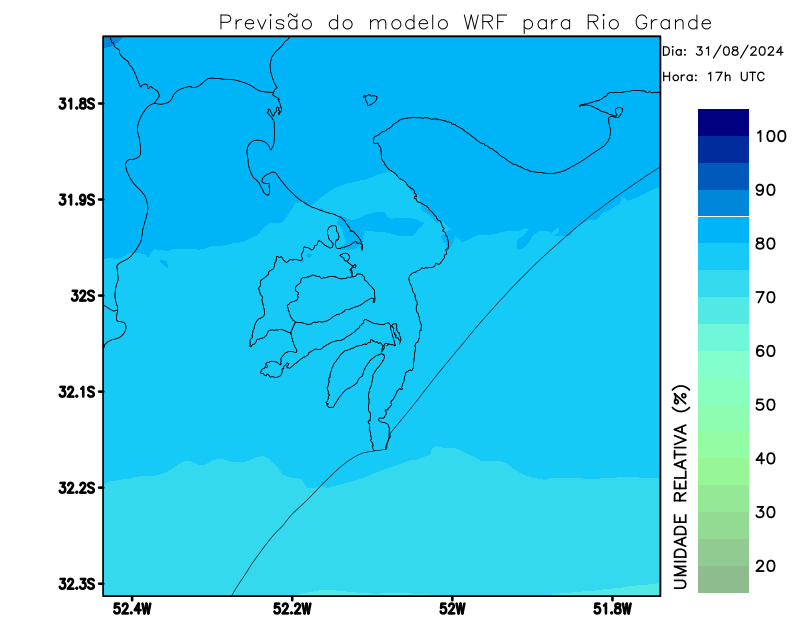 Previsão do modelo WRF para Rio Grande
Dia: 31/08/2024
Hora: 17h UTC
31.8S
31.9S
32S
32.1S
32.2S
32.3S
52.4W
52.2W
52W
51.8W
100
90
80
70
60
50
40
30
20
UMIDADE RELATIVA (%)